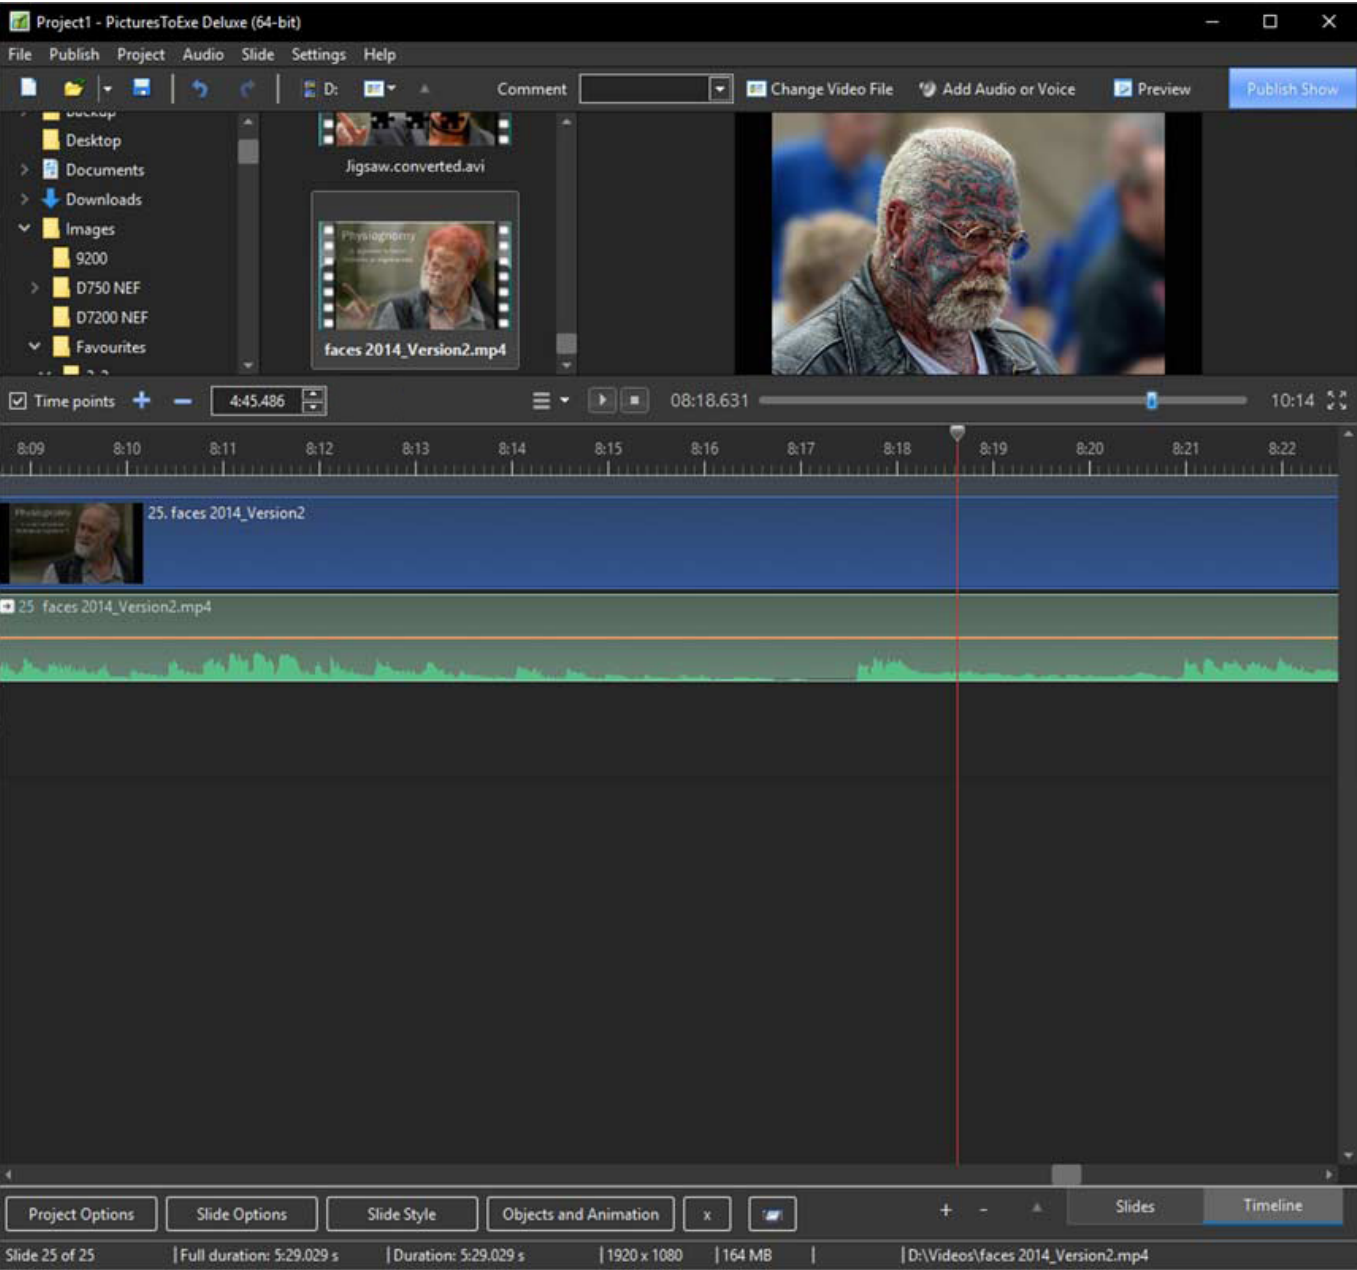 Project1 - PicturesToExe Deluxe (64-bit)
File Publish Project Audio Slide Settings Help
D: Comment Change Video File Add Audio or Voice Preview Publish Show
Backup
Desktop
Documents
Downloads
Images
9200
D750 NEF
D7200 NEF
Favourites
Jigsaw.converted.avi
Physiognomy
faces 2014_Version2.mp4
Time points 4:45.486 08:18.631 10:14
8:09 8:10 8:11 8:12 8:13 8:14 8:15 8:16 8:17 8:18 8:19 8:20 8:21 8:22
Physiognomy
25. faces 2014_Version2
25 faces 2014_Version2.mp4
Project Options Slide Options Slide Style Objects and Animation x + - Slides Timeline
Slide 25 of 25 |Full duration: 5:29.029 s |Duration: 5:29.029 s |1920 x 1080 |164 MB | |D:\Videos\faces 2014_Version2.mp4